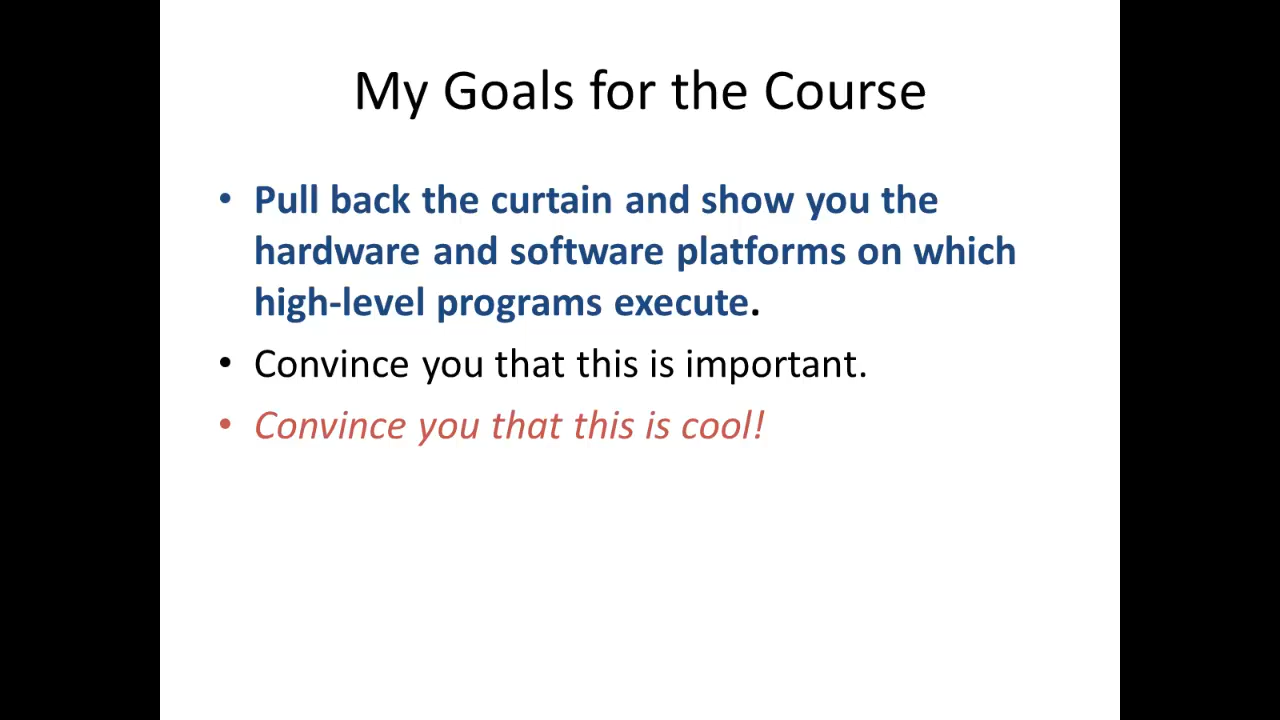 My Goals for the Course
• Pull back the curtain and show you the
hardware and software platforms on which
high-level programs execute.
• Convince you that this is important.
• Convince you that this is cool!